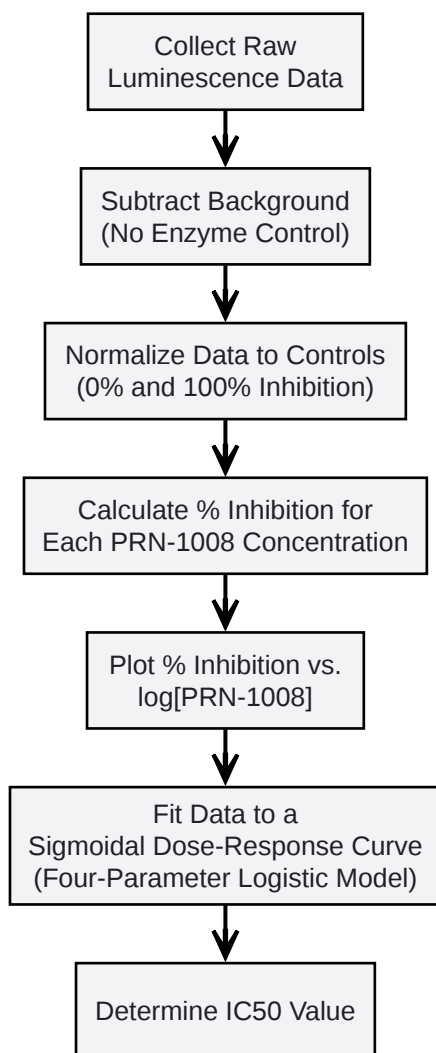 Collect Raw
Luminescence Data
Subtract Background
(No Enzyme Control)
Normalize Data to Controls
(0% and 100% Inhibition)
Calculate % Inhibition for
Each PRN-1008 Concentration
Plot % Inhibition vs.
log[PRN-1008]
Fit Data to a
Sigmoidal Dose-Response Curve
(Four-Parameter Logistic Model)
Determine IC50 Value